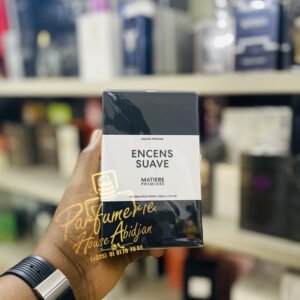 EAU DE PARFUM
ENCENS
SUAVE
MATIERE
PREMIERE
Parfumerie
House Abidjan